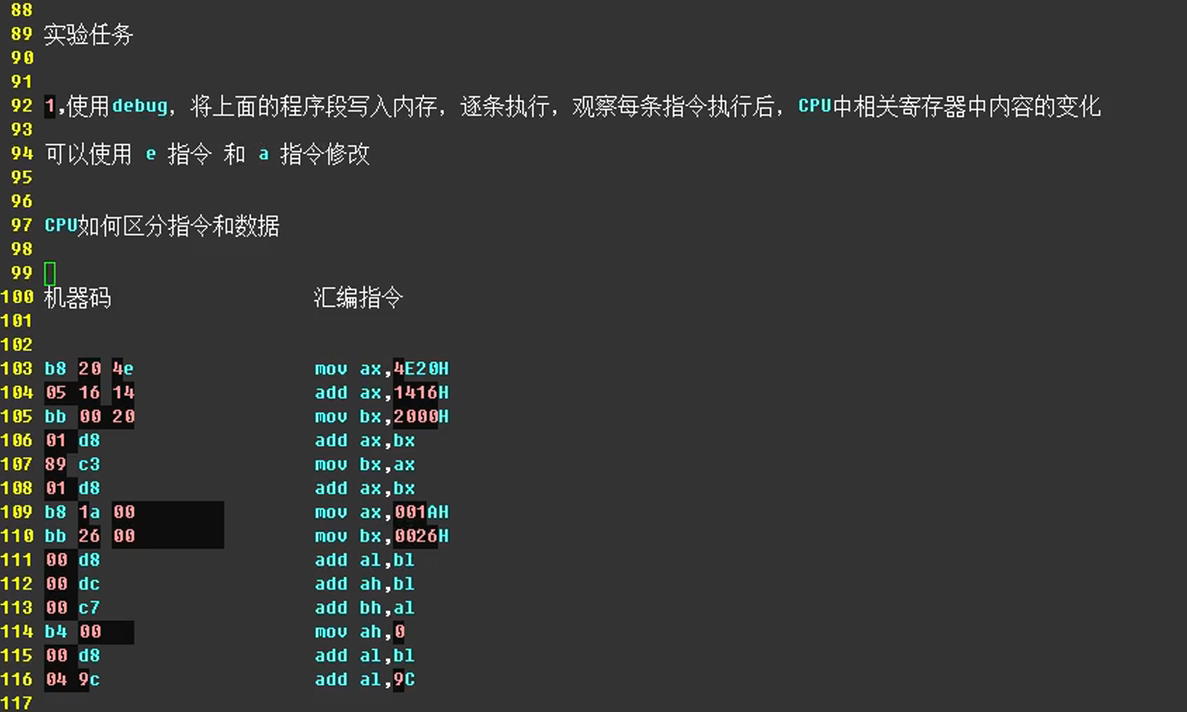 88
89 实验任务
90
91
92 1,使用debug，将上面的程序段写入内存，逐条执行，观察每条指令执行后，CPU中相关寄存器中内容的变化
93
94 可以使用 e 指令 和 a 指令修改
95
96
97 CPU如何区分指令和数据
98
99
100 机器码 汇编指令
101
102
103 b8 20 4e mov ax,4E20H
104 05 16 14 add ax,1416H
105 bb 00 20 mov bx,2000H
106 01 d8 add ax,bx
107 89 c3 mov bx,ax
108 01 d8 add ax,bx
109 b8 1a 00 mov ax,001AH
110 bb 26 00 mov bx,0026H
111 00 d8 add al,bl
112 00 dc add ah,bl
113 00 c7 add bh,al
114 b4 00 mov ah,0
115 00 d8 add al,bl
116 04 9c add al,9C
117